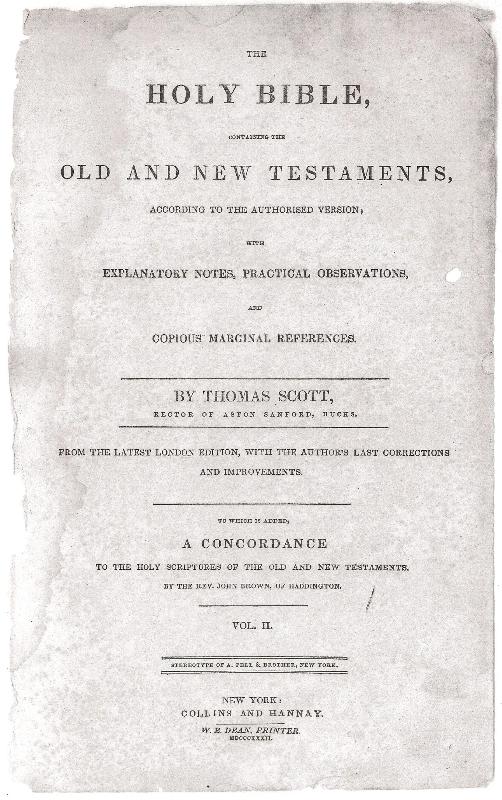 THE
HOLY BIBLE,
CONTAINING THE
OLD AND NEW TESTAMENTS,
ACCORDING TO THE AUTHORISED VERSION;
WITH
EXPLANATORY NOTES, PRACTICAL OBSERVATIONS,
AND
COPIOUS MARGINAL REFERENCES.
BY THOMAS SCOTT,
RECTOR OF ASTON SANFORD, BUCKS.
FROM THE LATEST LONDON EDITION, WITH THE AUTHOR'S LAST CORRECTIONS
AND IMPROVEMENTS.
TO WHICH IS ADDED,
A CONCORDANCE
TO THE HOLY SCRIPTURES OF THE OLD AND NEW TESTAMENTS,
BY THE REV. JOHN BROWN, OF HADDINGTON.
VOL. II.
STEREOTYPE OF A. PELL & BROTHER, NEW YORK.
NEW YORK:
COLLINS AND HANNAY.
W. E. DEAN, PRINTER.
MDCCCXXXII.